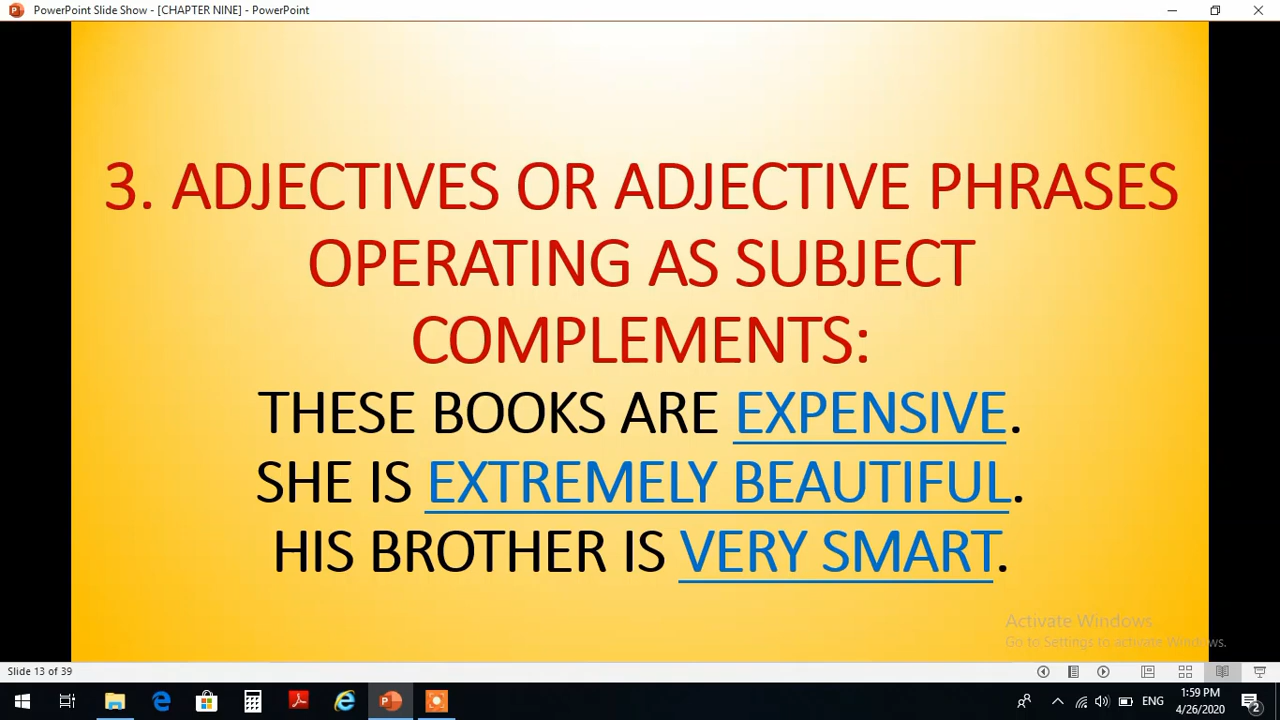 PowerPoint Slide Show - [CHAPTER NINE] - PowerPoint
3. ADJECTIVES OR ADJECTIVE PHRASES
OPERATING AS SUBJECT
COMPLEMENTS:
THESE BOOKS ARE EXPENSIVE.
SHE IS EXTREMELY BEAUTIFUL.
HIS BROTHER IS VERY SMART.
Activate Windows
Go to Settings to activate Windows.
Slide 13 of 39
ENG
1:59 PM
4/26/2020
2